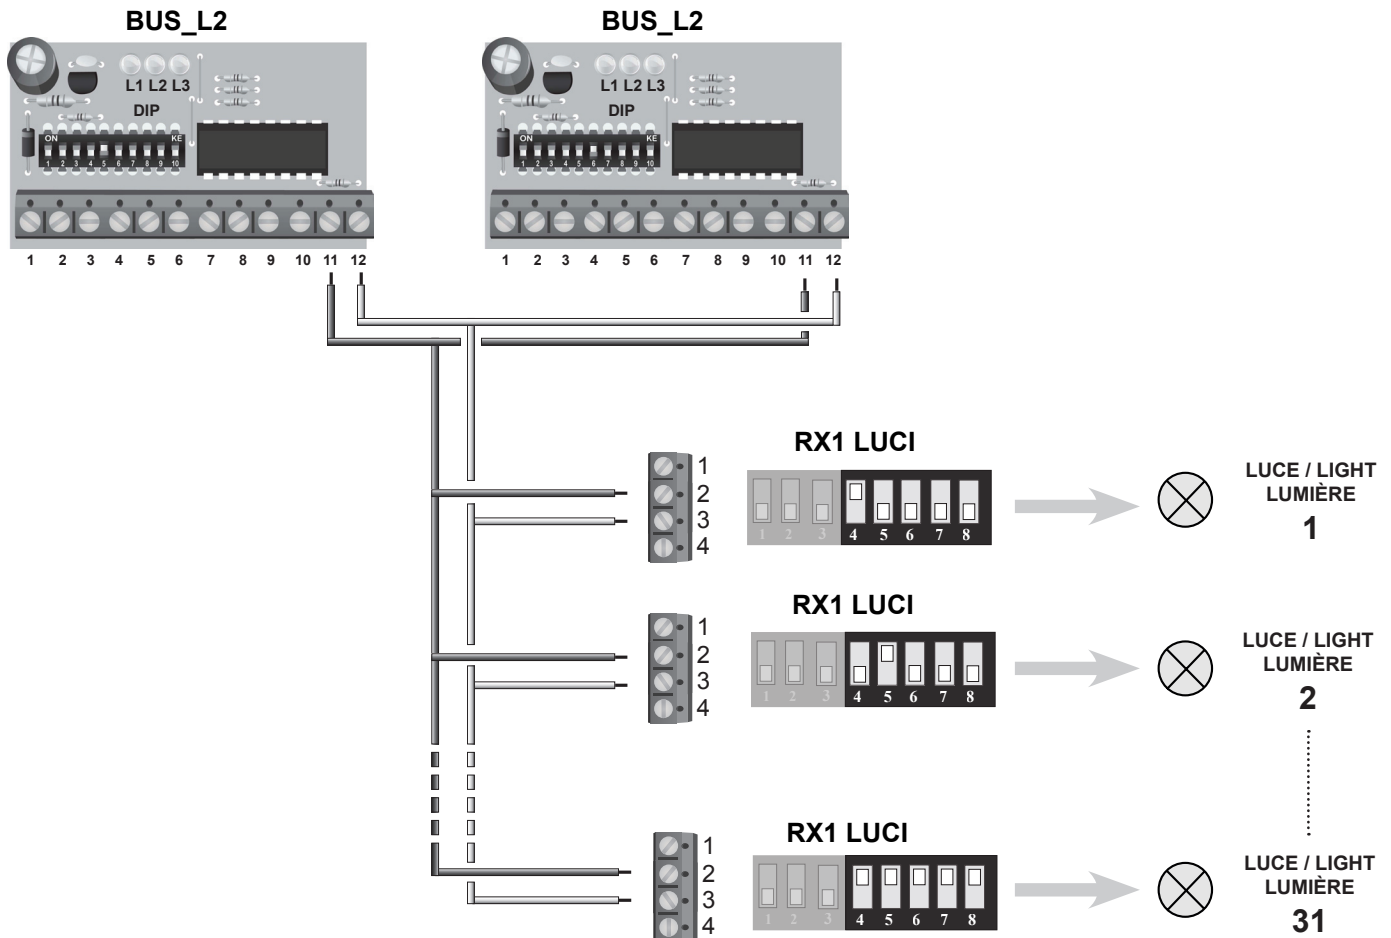 BUS_L2
BUS_L2
L1 L2 L3
DIP
ON KE
1 2 3 4 5 6 7 8 9 10
1 2 3 4 5 6 7 8 9 10 11 12
L1 L2 L3
DIP
ON KE
1 2 3 4 5 6 7 8 9 10
1 2 3 4 5 6 7 8 9 10 11 12
RX1 LUCI
1
2
3
4
1 2 3 4 5 6 7 8
LUCE / LIGHT
LUMIÈRE
1
RX1 LUCI
1
2
3
4
1 2 3 4 5 6 7 8
LUCE / LIGHT
LUMIÈRE
2
RX1 LUCI
1
2
3
4
1 2 3 4 5 6 7 8
LUCE / LIGHT
LUMIÈRE
31